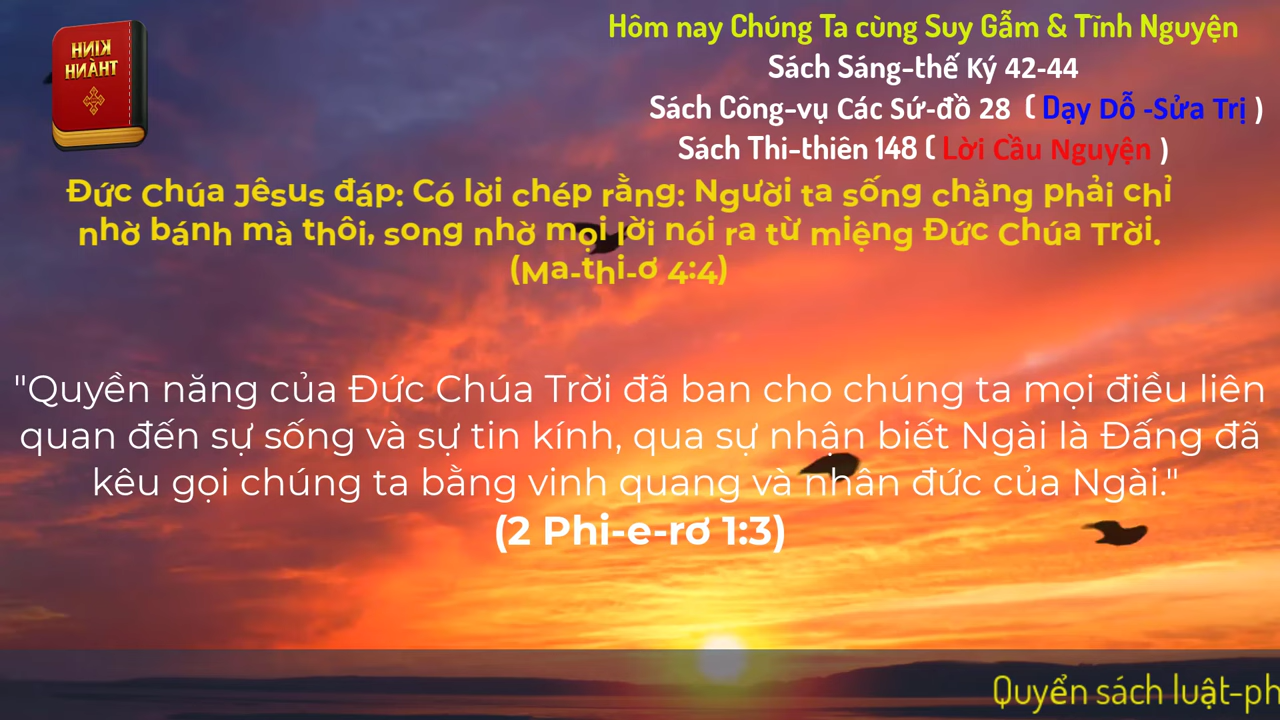 KINH
THÀNH
Hôm nay Chúng Ta cùng Suy Gẫm & Tĩnh Nguyện
Sách Sáng-thế Ký 42-44
Sách Công-vụ Các Sứ-đồ 28 ( Dạy Dỗ -Sửa Trị )
Sách Thi-thiên 148 ( Lời Cầu Nguyện )
Đức Chúa Jêsus đáp: Có lời chép rằng: Người ta sống chẳng phải chỉ
nhờ bánh mà thôi, song nhờ mọi lời nói ra từ miệng Đức Chúa Trời.
(Ma-thi-ơ 4:4)
"Quyền năng của Đức Chúa Trời đã ban cho chúng ta mọi điều liên
quan đến sự sống và sự tin kính, qua sự nhận biết Ngài là Đấng đã
kêu gọi chúng ta bằng vinh quang và nhân đức của Ngài."
(2 Phi-e-rơ 1:3)
Quyển sách luật-ph